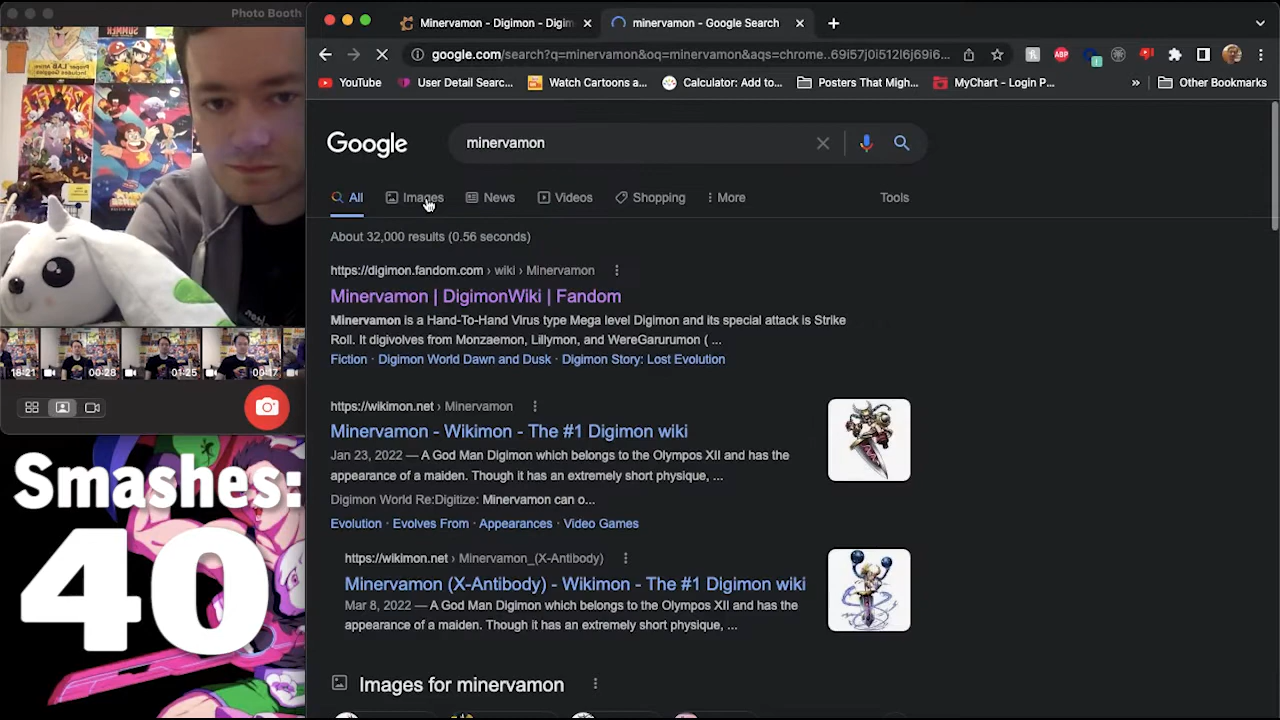 Photo Booth
Minervamon - Digimon - Digim
minervamon - Google Search
google.com/search?q=minervamon&oq=minervamon&aqs=chrome..69i57j0i512l6j69i6...
YouTube
User Detail Searc...
Watch Cartoons a...
Calculator: Add to...
Posters That Migh...
MyChart - Login P...
»
Other Bookmarks
Google
minervamon
All
Images
News
Videos
Shopping
More
Tools
About 32,000 results (0.56 seconds)
https://digimon.fandom.com › wiki › Minervamon
Minervamon | DigimonWiki | Fandom
Minervamon is a Hand-To-Hand Virus type Mega level Digimon and its special attack is Strike
Roll. It digivolves from Monzaemon, Lillymon, and WereGarurumon ( ...
Fiction · Digimon World Dawn and Dusk · Digimon Story: Lost Evolution
https://wikimon.net › Minervamon
Minervamon - Wikimon - The #1 Digimon wiki
Jan 23, 2022 — A God Man Digimon which belongs to the Olympos XII and has the
appearance of a maiden. Though it has an extremely short physique, ...
Digimon World Re:Digitize: Minervamon can o...
Evolution · Evolves From · Appearances · Video Games
https://wikimon.net › Minervamon_(X-Antibody)
Minervamon (X-Antibody) - Wikimon - The #1 Digimon wiki
Mar 8, 2022 — A God Man Digimon which belongs to the Olympos XII and has the
appearance of a maiden. Though it has an extremely short physique, ...
Images for minervamon
18:21
00:28
01:25
00:17
Smashes:
40